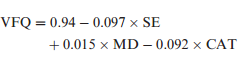 VFQ = 0.94 − 0.097 × SE
+ 0.015 × MD − 0.092 × CAT